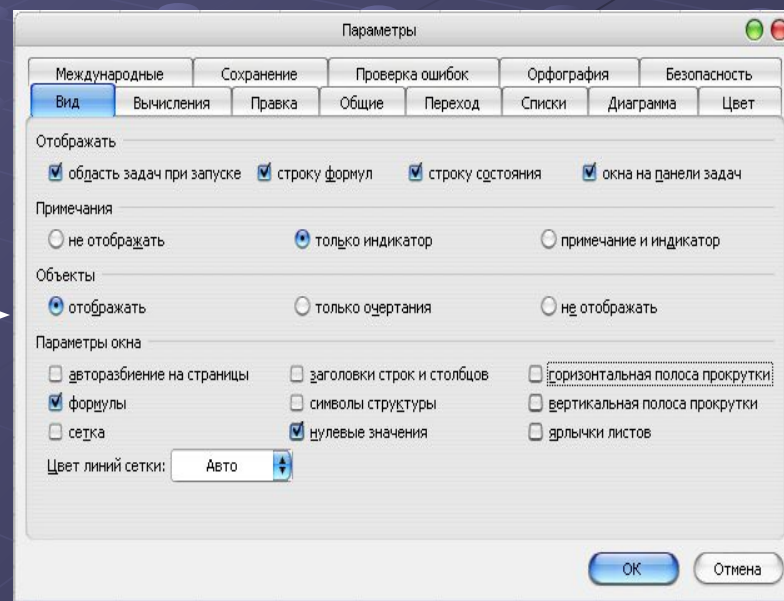 Параметры
Международные Сохранение Проверка ошибок Орфография Безопасность
Вид Вычисления Правка Общие Переход Списки Диаграмма Цвет
Отображать
область задач при запуске строку формул строку состояния окна на панели задач
Примечания
не отображать только индикатор примечание и индикатор
Объекты
отображать только очертания не отображать
Параметры окна
авторазбиение на страницы заголовки строк и столбцов горизонтальная полоса прокрутки
формулы символы структуры вертикальная полоса прокрутки
сетка нулевые значения ярлычки листов
Цвет линий сетки: Авто
ОК Отмена